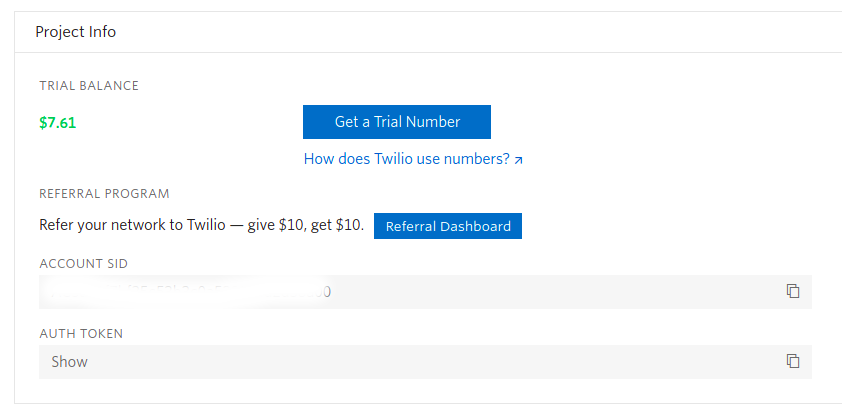 Project Info
TRIAL BALANCE
$7.61
Get a Trial Number
How does Twilio use numbers?
REFERRAL PROGRAM
Refer your network to Twilio — give $10, get $10.
Referral Dashboard
ACCOUNT SID
AUTH TOKEN
Show